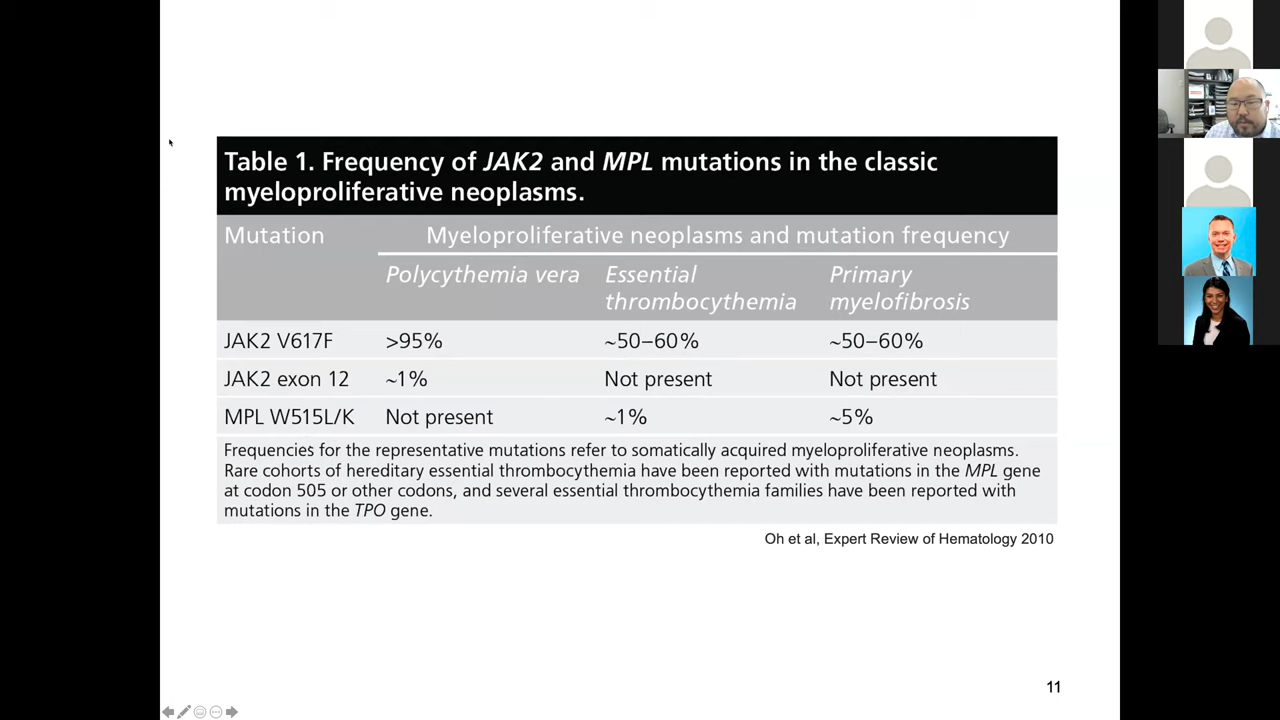 Table 1. Frequency of JAK2 and MPL mutations in the classic
myeloproliferative neoplasms.
Mutation Myeloproliferative neoplasms and mutation frequency
Polycythemia vera Essential thrombocythemia Primary myelofibrosis
JAK2 V617F >95% ~50–60% ~50–60%
JAK2 exon 12 ~1% Not present Not present
MPL W515L/K Not present ~1% ~5%
Frequencies for the representative mutations refer to somatically acquired myeloproliferative neoplasms.
Rare cohorts of hereditary essential thrombocythemia have been reported with mutations in the MPL gene
at codon 505 or other codons, and several essential thrombocythemia families have been reported with
mutations in the TPO gene.
Oh et al, Expert Review of Hematology 2010
11